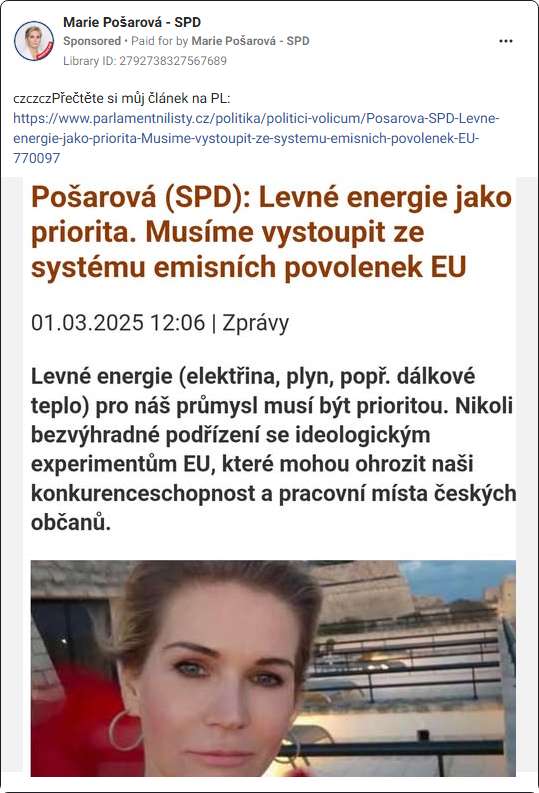 Marie Pošarová - SPD
Sponsored • Paid for by Marie Pošarová - SPD
Library ID: 2792738327567689
czczczPřečtěte si můj článek na PL:
https://www.parlamentnilisty.cz/politika/politici-volicum/Posarova-SPD-Levne-
energie-jako-priorita-Musime-vystoupit-ze-systemu-emisnich-povolenek-EU-
770097
Pošarová (SPD): Levné energie jako
priorita. Musíme vystoupit ze
systému emisních povolenek EU
01.03.2025 12:06 | Zprávy
Levné energie (elektřina, plyn, popř. dálkové
teplo) pro náš průmysl musí být prioritou. Nikoli
bezvýhradné podřízení se ideologickým
experimentům EU, které mohou ohrozit naši
konkurenceschopnost a pracovní místa českých
občanů.